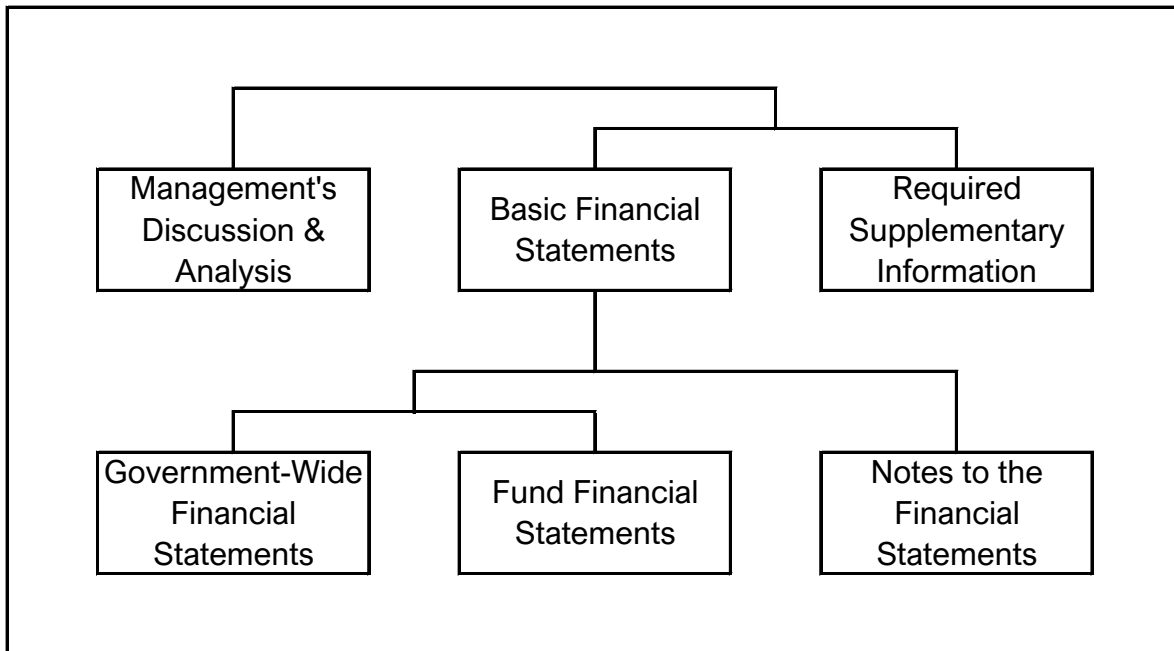 Management's
Discussion &
Analysis
Basic Financial
Statements
Required
Supplementary
Information
Government-Wide
Financial
Statements
Fund Financial
Statements
Notes to the
Financial
Statements